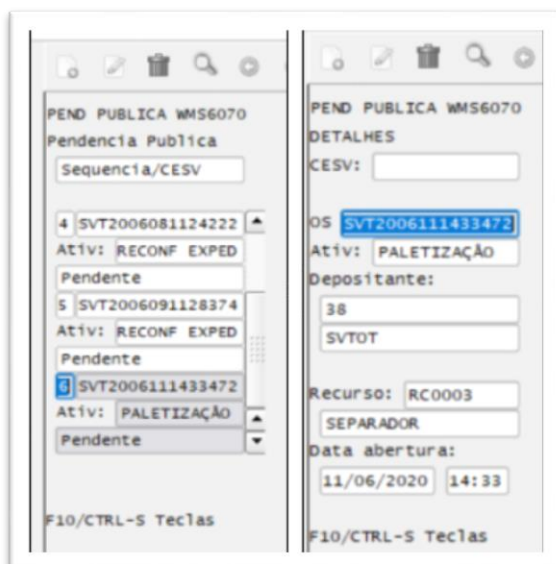 PEND PUBLICA WMS6070
Pendencia Publica
Sequencia/CESV
4 SVT2006081124222
Ativ: RECONF EXPED
Pendente
5 SVT2006091128374
Ativ: RECONF EXPED
Pendente
6 SVT2006111433472
Ativ: PALETIZAÇÃO
Pendente
F10/CTRL-S Teclas
PEND PUBLICA WMS6070
DETALHES
CESV:
OS SVT2006111433472
Ativ: PALETIZAÇÃO
Depositante:
38
SVTOT
Recurso: RC0003
SEPARADOR
Data abertura:
11/06/2020 14:33
F10/CTRL-S Teclas